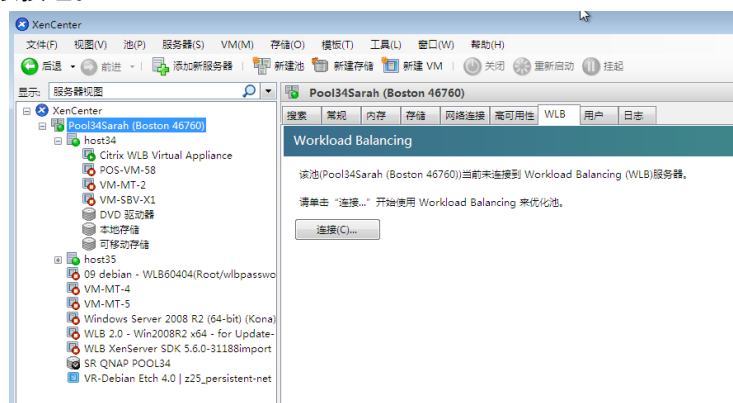 XenCenter
文件(F) 视图(V) 池(P) 服务器(S) VM(M) 存储(O) 模板(T) 工具(L) 窗口(W) 帮助(H)
后退 前进 添加新服务器 新建池 新建存储 新建 VM 关闭 重新启动 挂起
显示: 服务器视图
Pool34Sarah (Boston 46760)
XenCenter
Pool34Sarah (Boston 46760)
host34
Citrix WLB Virtual Appliance
POS-VM-58
VM-MT-2
VM-SBV-X1
DVD 驱动器
本地存储
可移动存储
host35
09 debian - WLB60404(Root/wlbpasswo
VM-MT-4
VM-MT-5
Windows Server 2008 R2 (64-bit) (Kona)
WLB 2.0 - Win2008R2 x64 - for Update-
WLB XenServer SDK 5.6.0-31188import
SR QNAP POOL34
VR-Debian Etch 4.0 | z25_persistent-net
搜索 常规 内存 存储 网络连接 高可用性 WLB 用户 日志
Workload Balancing
该池(Pool34Sarah (Boston 46760))当前未连接到 Workload Balancing (WLB)服务器。
请单击“连接...”开始使用 Workload Balancing 来优化池。
连接(C)...